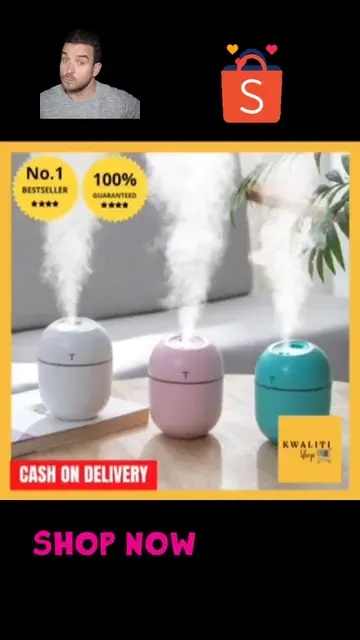 S
No.1
BESTSELLER
100%
GUARANTEED
T
T
T
KWALITI
Shop
CASH ON DELIVERY
SHOP NOW